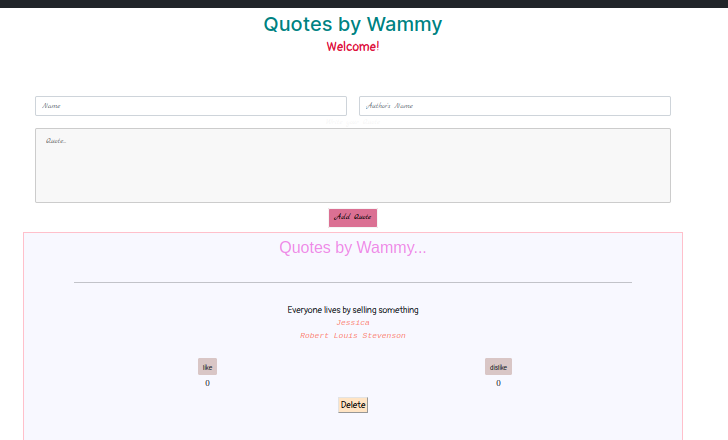 Quotes by Wammy
Welcome!
Name
Author's Name
Quote..
Add Quote
Quotes by Wammy...
Everyone lives by selling something
Jessica
Robert Louis Stevenson
like
dislike
0
0
Delete